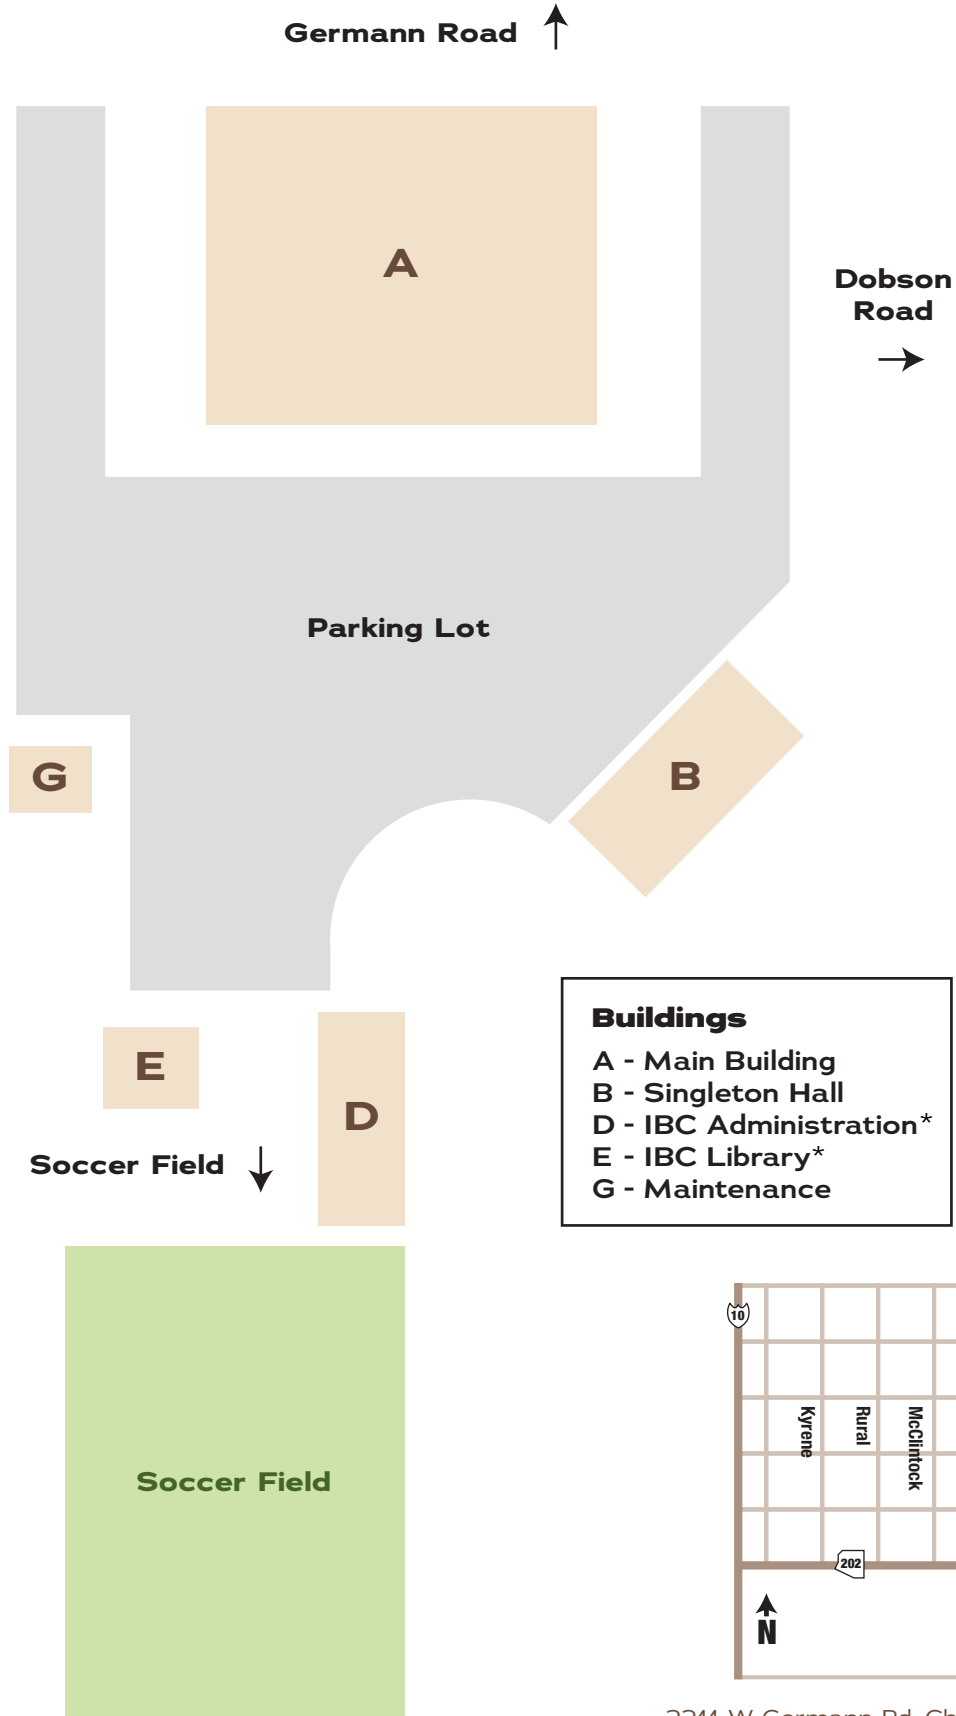 Germann Road
A
Dobson
Road
Parking Lot
G
B
E
D
Soccer Field
Buildings
A - Main Building
B - Singleton Hall
D - IBC Administration*
E - IBC Library*
G - Maintenance
Soccer Field
10
Kyrene
Rural
McClintock
202
N